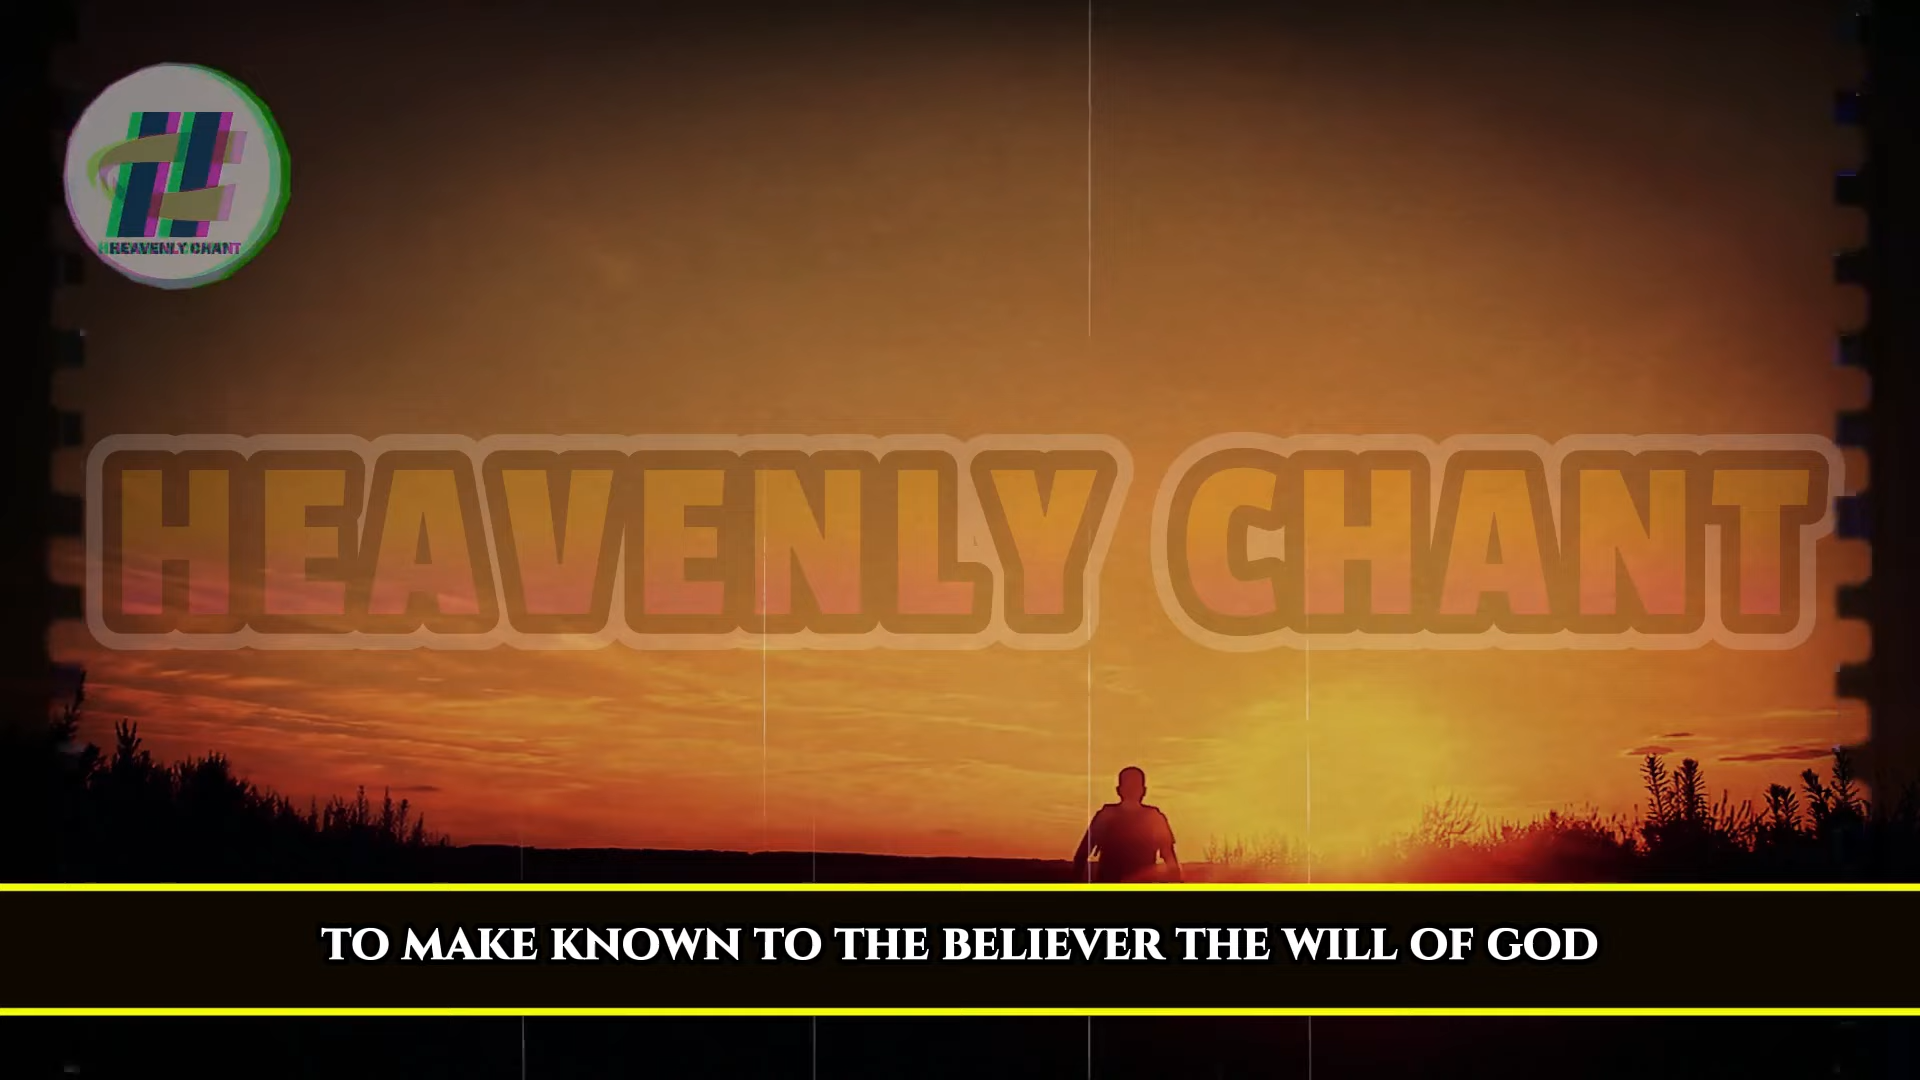 HEAVENLY CHANT
HEAVENLY CHANT
TO MAKE KNOWN TO THE BELIEVER THE WILL OF GOD